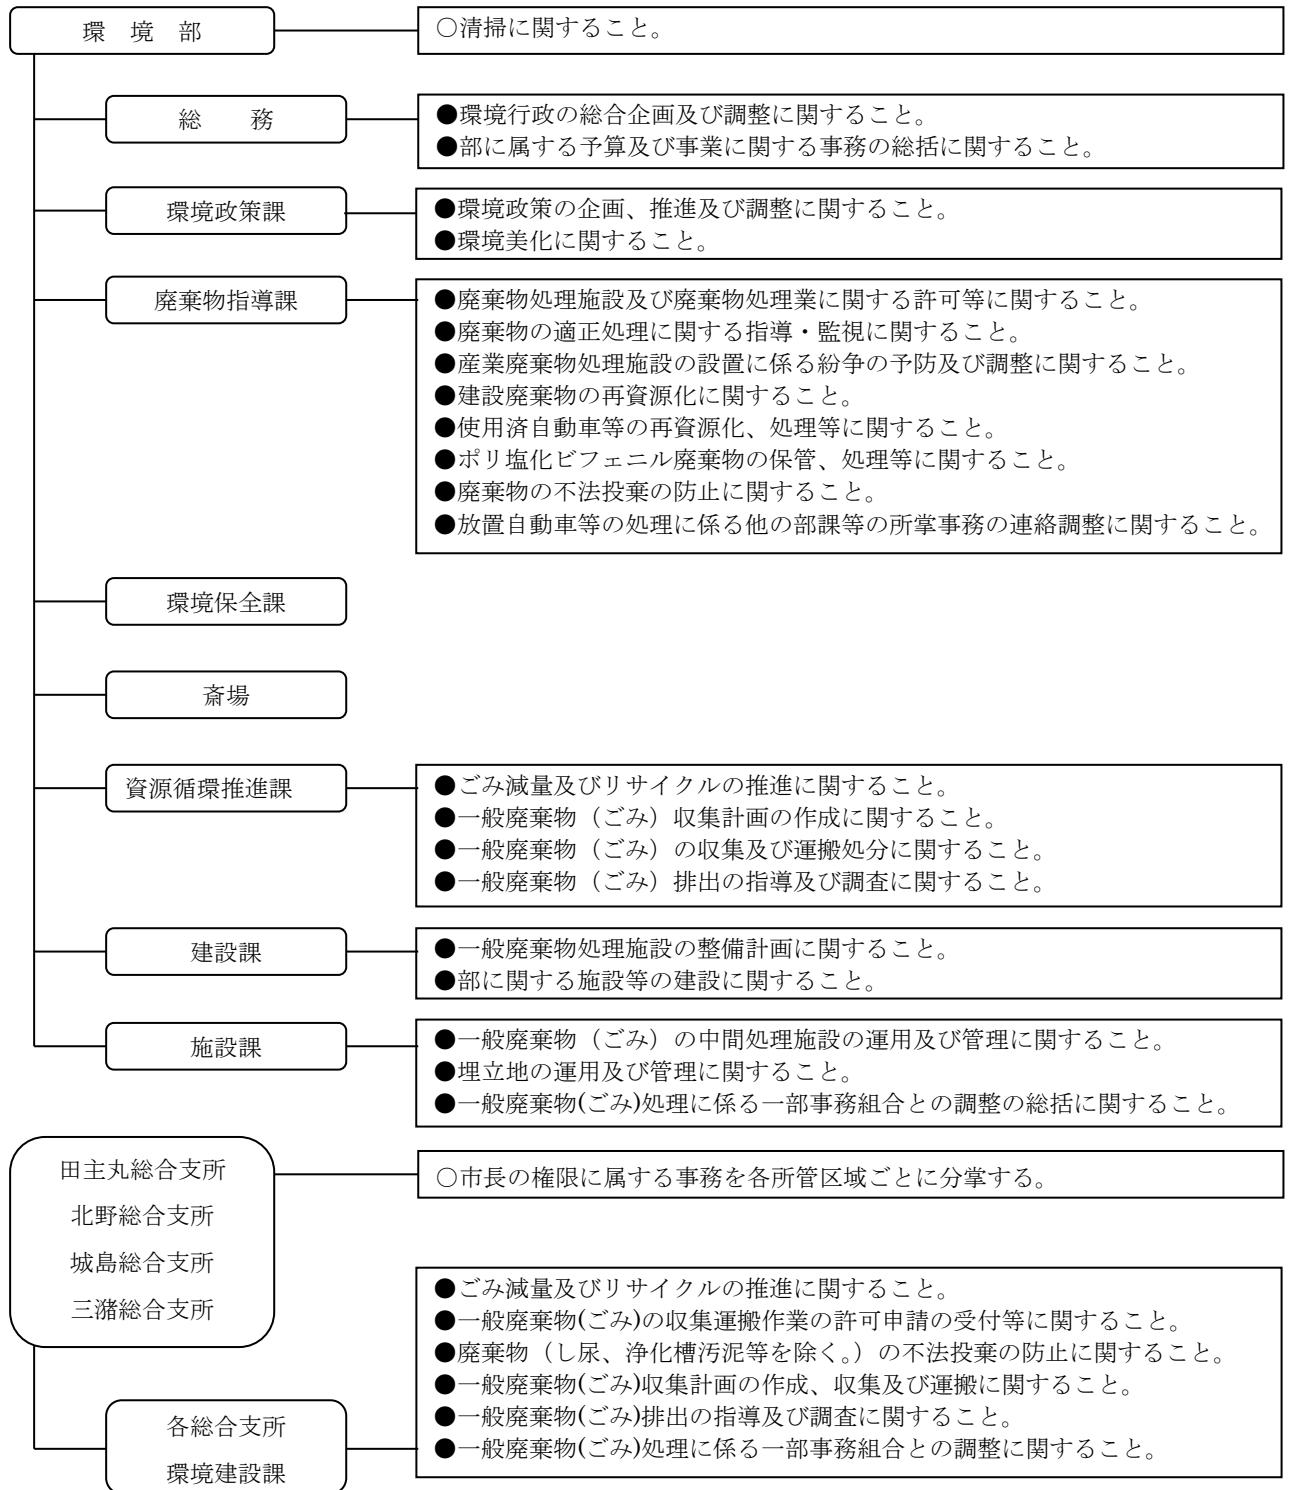 環　境　部
○清掃に関すること。
総　　務
●環境行政の総合企画及び調整に関すること。
●部に属する予算及び事業に関する事務の総括に関すること。
環境政策課
●環境政策の企画、推進及び調整に関すること。
●環境美化に関すること。
廃棄物指導課
●廃棄物処理施設及び廃棄物処理業に関する許可等に関すること。
●廃棄物の適正処理に関する指導・監視に関すること。
●産業廃棄物処理施設の設置に係る紛争の予防及び調整に関すること。
●建設廃棄物の再資源化に関すること。
●使用済自動車等の再資源化、処理等に関すること。
●ポリ塩化ビフェニル廃棄物の保管、処理等に関すること。
●廃棄物の不法投棄の防止に関すること。
●放置自動車等の処理に係る他の部課等の所掌事務の連絡調整に関すること。
環境保全課
斎場
資源循環推進課
●ごみ減量及びリサイクルの推進に関すること。
●一般廃棄物（ごみ）収集計画の作成に関すること。
●一般廃棄物（ごみ）の収集及び運搬処分に関すること。
●一般廃棄物（ごみ）排出の指導及び調査に関すること。
建設課
●一般廃棄物処理施設の整備計画に関すること。
●部に関する施設等の建設に関すること。
施設課
●一般廃棄物（ごみ）の中間処理施設の運用及び管理に関すること。
●埋立地の運用及び管理に関すること。
●一般廃棄物(ごみ)処理に係る一部事務組合との調整の総括に関すること。
田主丸総合支所
北野総合支所
城島総合支所
三潴総合支所
○市長の権限に属する事務を各所管区域ごとに分掌する。
各総合支所
環境建設課
●ごみ減量及びリサイクルの推進に関すること。
●一般廃棄物(ごみ)の収集運搬作業の許可申請の受付等に関すること。
●廃棄物（し尿、浄化槽汚泥等を除く。）の不法投棄の防止に関すること。
●一般廃棄物(ごみ)収集計画の作成、収集及び運搬に関すること。
●一般廃棄物(ごみ)排出の指導及び調査に関すること。
●一般廃棄物(ごみ)処理に係る一部事務組合との調整に関すること。